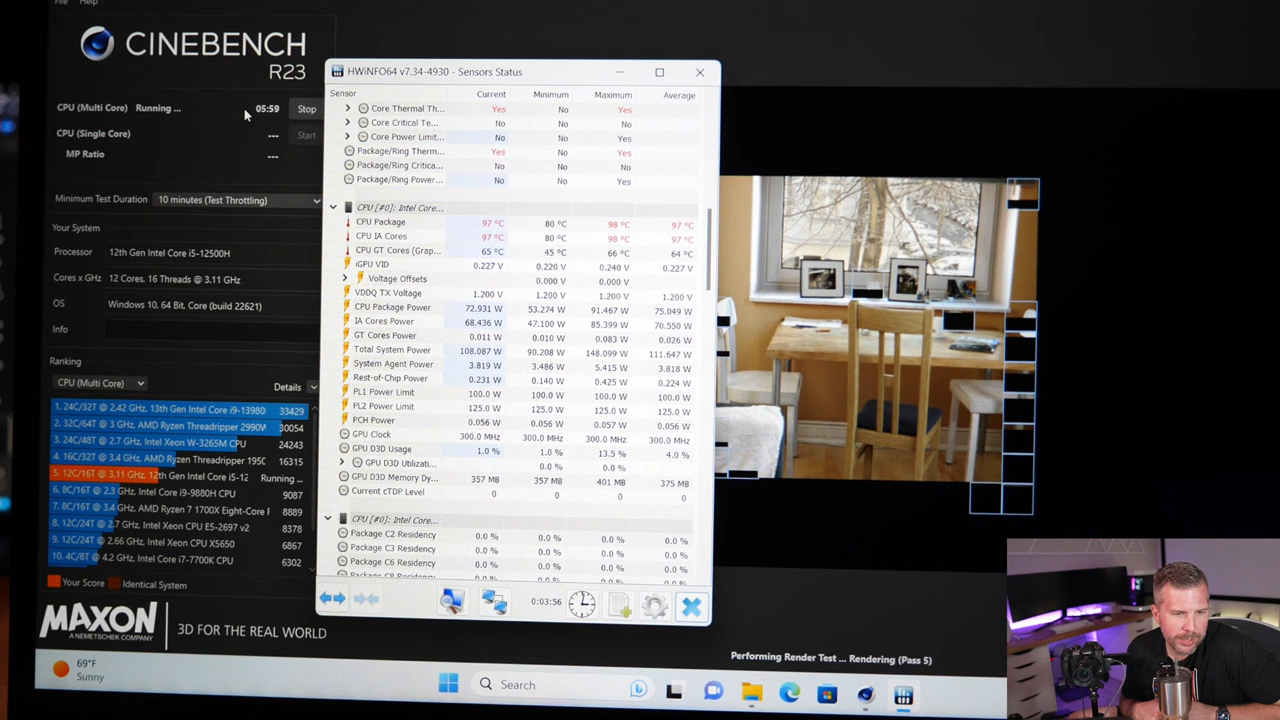 File Help
CINEBENCH
R23
CPU (Multi Core) Running ... 05:59 Stop
CPU (Single Core) --- Start
MP Ratio ---
Minimum Test Duration 10 minutes (Test Throttling)
Your System
Processor 12th Gen Intel Core i5-12500H
Cores x GHz 12 Cores, 16 Threads @ 3.11 GHz
OS Windows 10, 64 Bit, Core (build 22621)
Info
Ranking
CPU (Multi Core) Details
1. 24C/32T @ 2.42 GHz, 13th Gen Intel Core i9-13980 33429
2. 32C/64T @ 3 GHz, AMD Ryzen Threadripper 2990W 30054
3. 24C/48T @ 2.7 GHz, Intel Xeon W-3265M CPU 24243
4. 16C/32T @ 3.4 GHz, AMD Ryzen Threadripper 1950 16315
5. 12C/16T @ 3.11 GHz, 12th Gen Intel Core i5-12 Running...
6. 8C/16T @ 2.3 GHz, Intel Core i9-9880H CPU 9087
7. 8C/16T @ 3.4 GHz, AMD Ryzen 7 1700X Eight-Core 8889
8. 12C/24T @ 2.7 GHz, Intel Xeon CPU E5-2697 v2 8378
9. 12C/24T @ 2.66 GHz, Intel Xeon CPU X5650 6867
10. 4C/8T @ 4.2 GHz, Intel Core i7-7700K CPU 6302
Your Score Identical System
MAXON
A NEMETSCHEK COMPANY
3D FOR THE REAL WORLD
HWiNFO64 v7.34-4930 - Sensors Status
Sensor Current Minimum Maximum Average
Core Thermal Th... Yes No Yes
Core Critical Te... No No No
Core Power Limit... No No Yes
Package/Ring Therm... Yes No Yes
Package/Ring Critica... No No No
Package/Ring Power... No No Yes
CPU [#0]: Intel Core...
CPU Package 97 °C 80 °C 98 °C 97 °C
CPU IA Cores 97 °C 80 °C 98 °C 97 °C
CPU GT Cores (Grap... 65 °C 45 °C 66 °C 64 °C
iGPU VID 0.227 V 0.220 V 0.240 V 0.227 V
Voltage Offsets 0.000 V 0.000 V
VDDQ TX Voltage 1.200 V 1.200 V 1.200 V 1.200 V
CPU Package Power 72.931 W 53.274 W 91.467 W 75.049 W
IA Cores Power 68.436 W 47.100 W 85.399 W 70.550 W
GT Cores Power 0.011 W 0.010 W 0.083 W 0.026 W
Total System Power 108.087 W 90.208 W 148.099 W 111.647 W
System Agent Power 3.819 W 3.486 W 5.415 W 3.818 W
Rest-of-Chip Power 0.231 W 0.140 W 0.425 W 0.224 W
PL1 Power Limit 100.0 W 100.0 W 100.0 W 100.0 W
PL2 Power Limit 125.0 W 125.0 W 125.0 W 125.0 W
PCH Power 0.056 W 0.056 W 0.057 W 0.056 W
GPU Clock 300.0 MHz 300.0 MHz 300.0 MHz 300.0 MHz
GPU D3D Usage 1.0 % 1.0 % 13.5 % 4.0 %
GPU D3D Utilizati... 0.0 % 0.0 %
GPU D3D Memory Dy... 357 MB 357 MB 401 MB 375 MB
Current cTDP Level 0 0 0 0
CPU [#0]: Intel Core...
Package C2 Residency 0.0 % 0.0 % 0.0 % 0.0 %
Package C3 Residency 0.0 % 0.0 % 0.0 % 0.0 %
Package C6 Residency 0.0 % 0.0 % 0.0 % 0.0 %
Package C8 Residency 0.0 % 0.0 % 0.0 % 0.0 %
0:03:56
Performing Render Test ... Rendering (Pass 5)
69°F
Sunny
Search